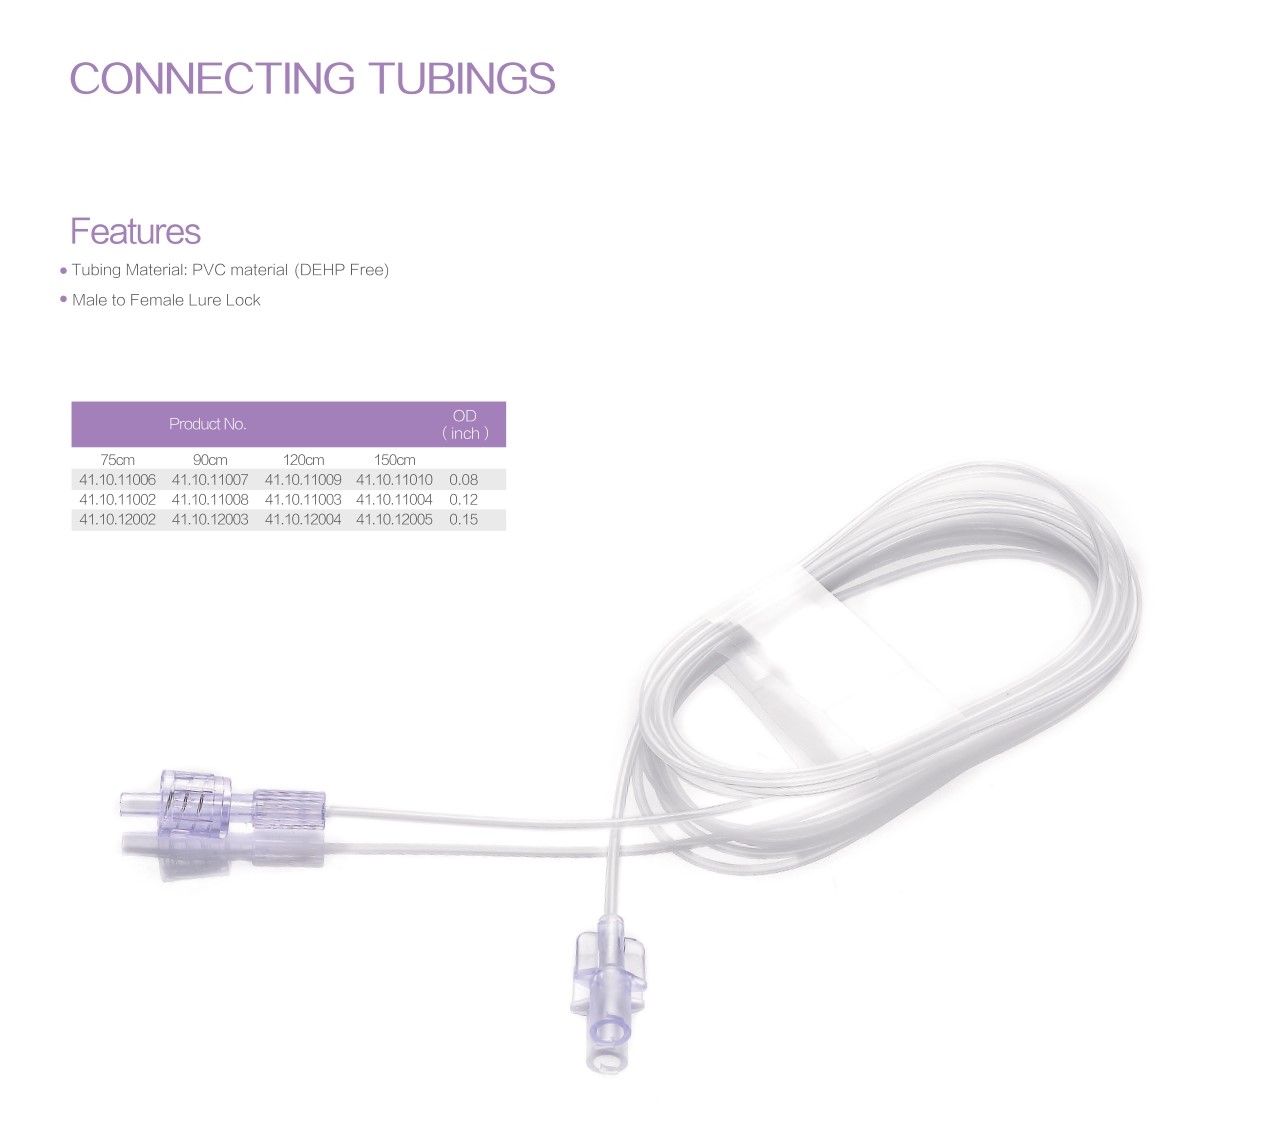 CONNECTING TUBINGS
Features
• Tubing Material: PVC material (DEHP Free)
• Male to Female Lure Lock
Product No. OD
( inch )
75cm 90cm 120cm 150cm
41.10.11006 41.10.11007 41.10.11009 41.10.11010 0.08
41.10.11002 41.10.11008 41.10.11003 41.10.11004 0.12
41.10.12002 41.10.12003 41.10.12004 41.10.12005 0.15